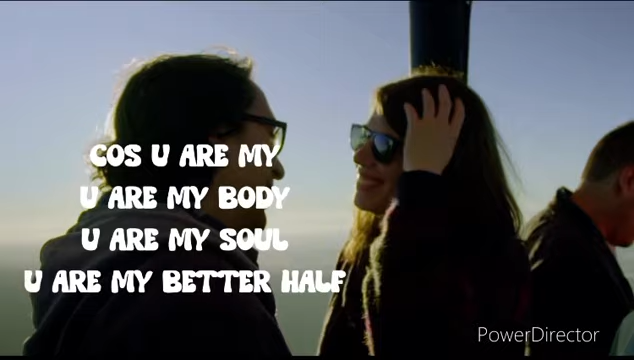 COS U ARE MY
U ARE MY BODY
U ARE MY SOUL
U ARE MY BETTER HALF
PowerDirector